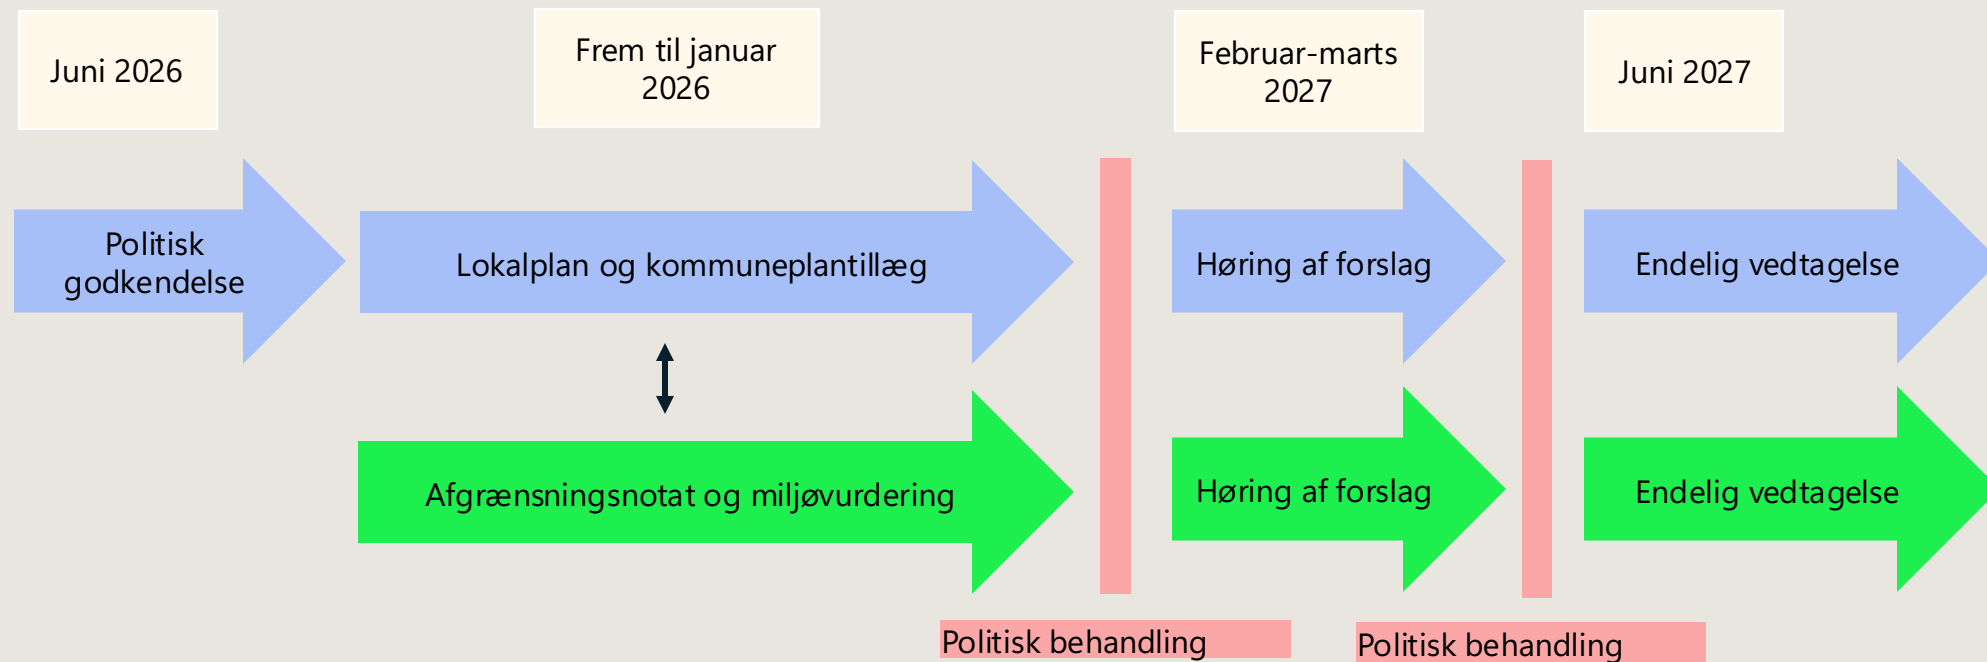 Juni 2026
Frem til januar
2026
Februar-marts
2027
Juni 2027
Politisk
godkendelse
Lokalplan og kommuneplantillæg
Høring af forslag
Endelig vedtagelse
Afgrænsningsnotat og miljøvurdering
Høring af forslag
Endelig vedtagelse
Politisk behandling
Politisk behandling